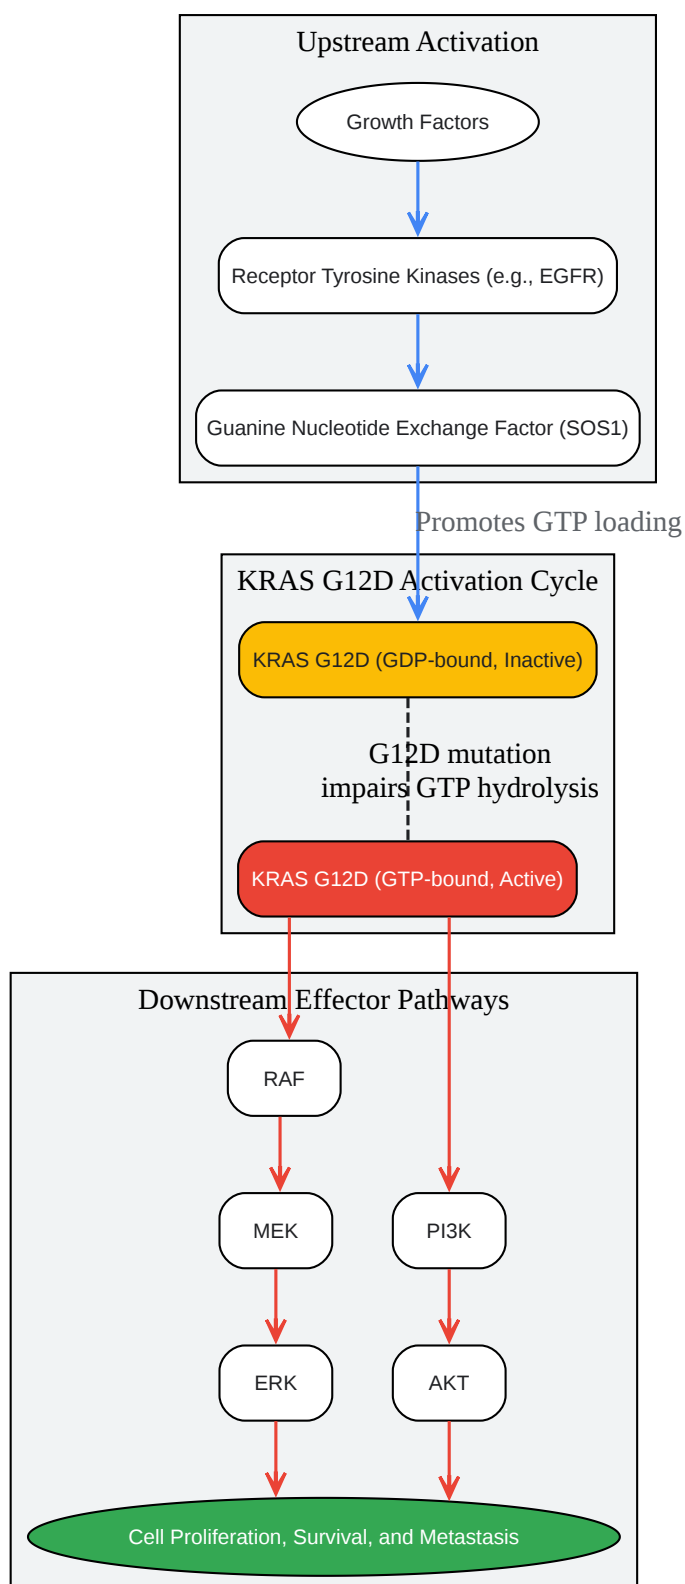 Upstream Activation
Growth Factors
Receptor Tyrosine Kinases (e.g., EGFR)
Guanine Nucleotide Exchange Factor (SOS1)
Promotes GTP loading
KRAS G12D Activation Cycle
KRAS G12D (GDP-bound, Inactive)
G12D mutation
impairs GTP hydrolysis
KRAS G12D (GTP-bound, Active)
Downstream Effector Pathways
RAF
MEK
PI3K
ERK
AKT
Cell Proliferation, Survival, and Metastasis